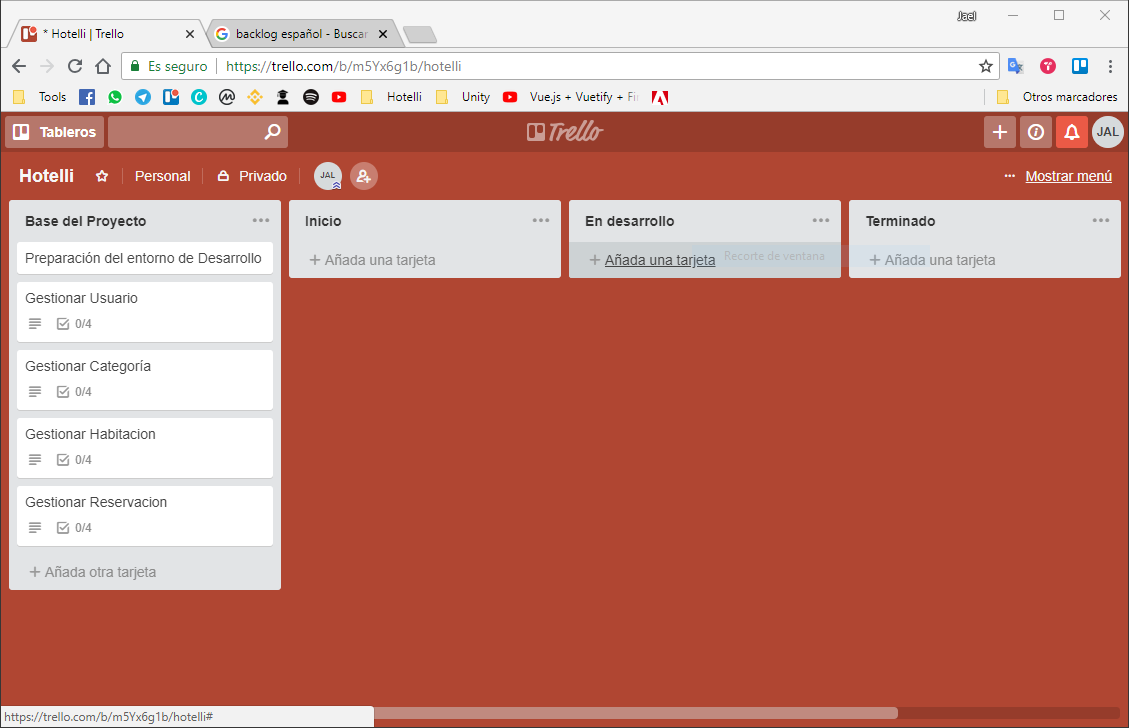 Jael
* Hotelli | Trello
backlog español - Buscar
Es seguro
https://trello.com/b/m5Yx6g1b/hotelli
Tools
Hotelli
Unity
Vue.js + Vuetify + Fi
Otros marcadores
Tableros
Trello
JAL
Hotelli
Personal
Privado
JAL
Mostrar menú
Base del Proyecto
Preparación del entorno de Desarrollo
Gestionar Usuario
0/4
Gestionar Categoría
0/4
Gestionar Habitacion
0/4
Gestionar Reservacion
0/4
+ Añada otra tarjeta
Inicio
+ Añada una tarjeta
En desarrollo
+ Añada una tarjeta
Recorte de ventana
Terminado
+ Añada una tarjeta
https://trello.com/b/m5Yx6g1b/hotelli#